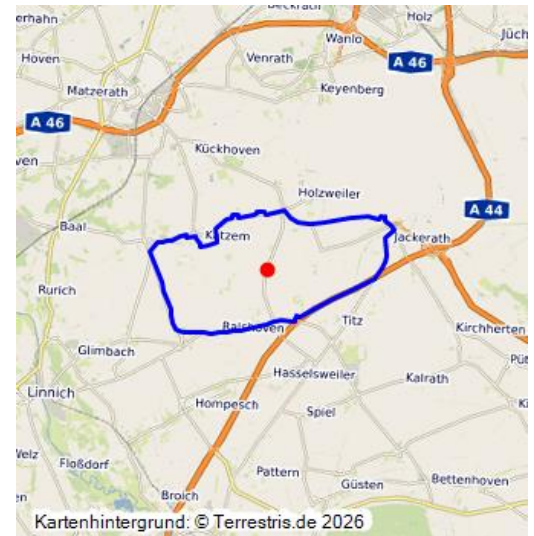 Beckrath
Holz
erhahn
Wanlo
Jüch
Hoven
Venrath
A 46
Matzerath
Keyenberg
A 46
Kückhoven
ven
Holzweiler
A 44
Baal
Katzem
Jackerath
Rurich
Titz
Ralshoven
Kirchherten
Glimbach
Püt
Hasselsweiler
Kalrath
Linnich
Hompesch
Spiel
Ki
Welz
Floßdorf
Pattern
Bettenhoven
Güsten
en
Broich
Kartenhintergrund: © Terrestris.de 2026